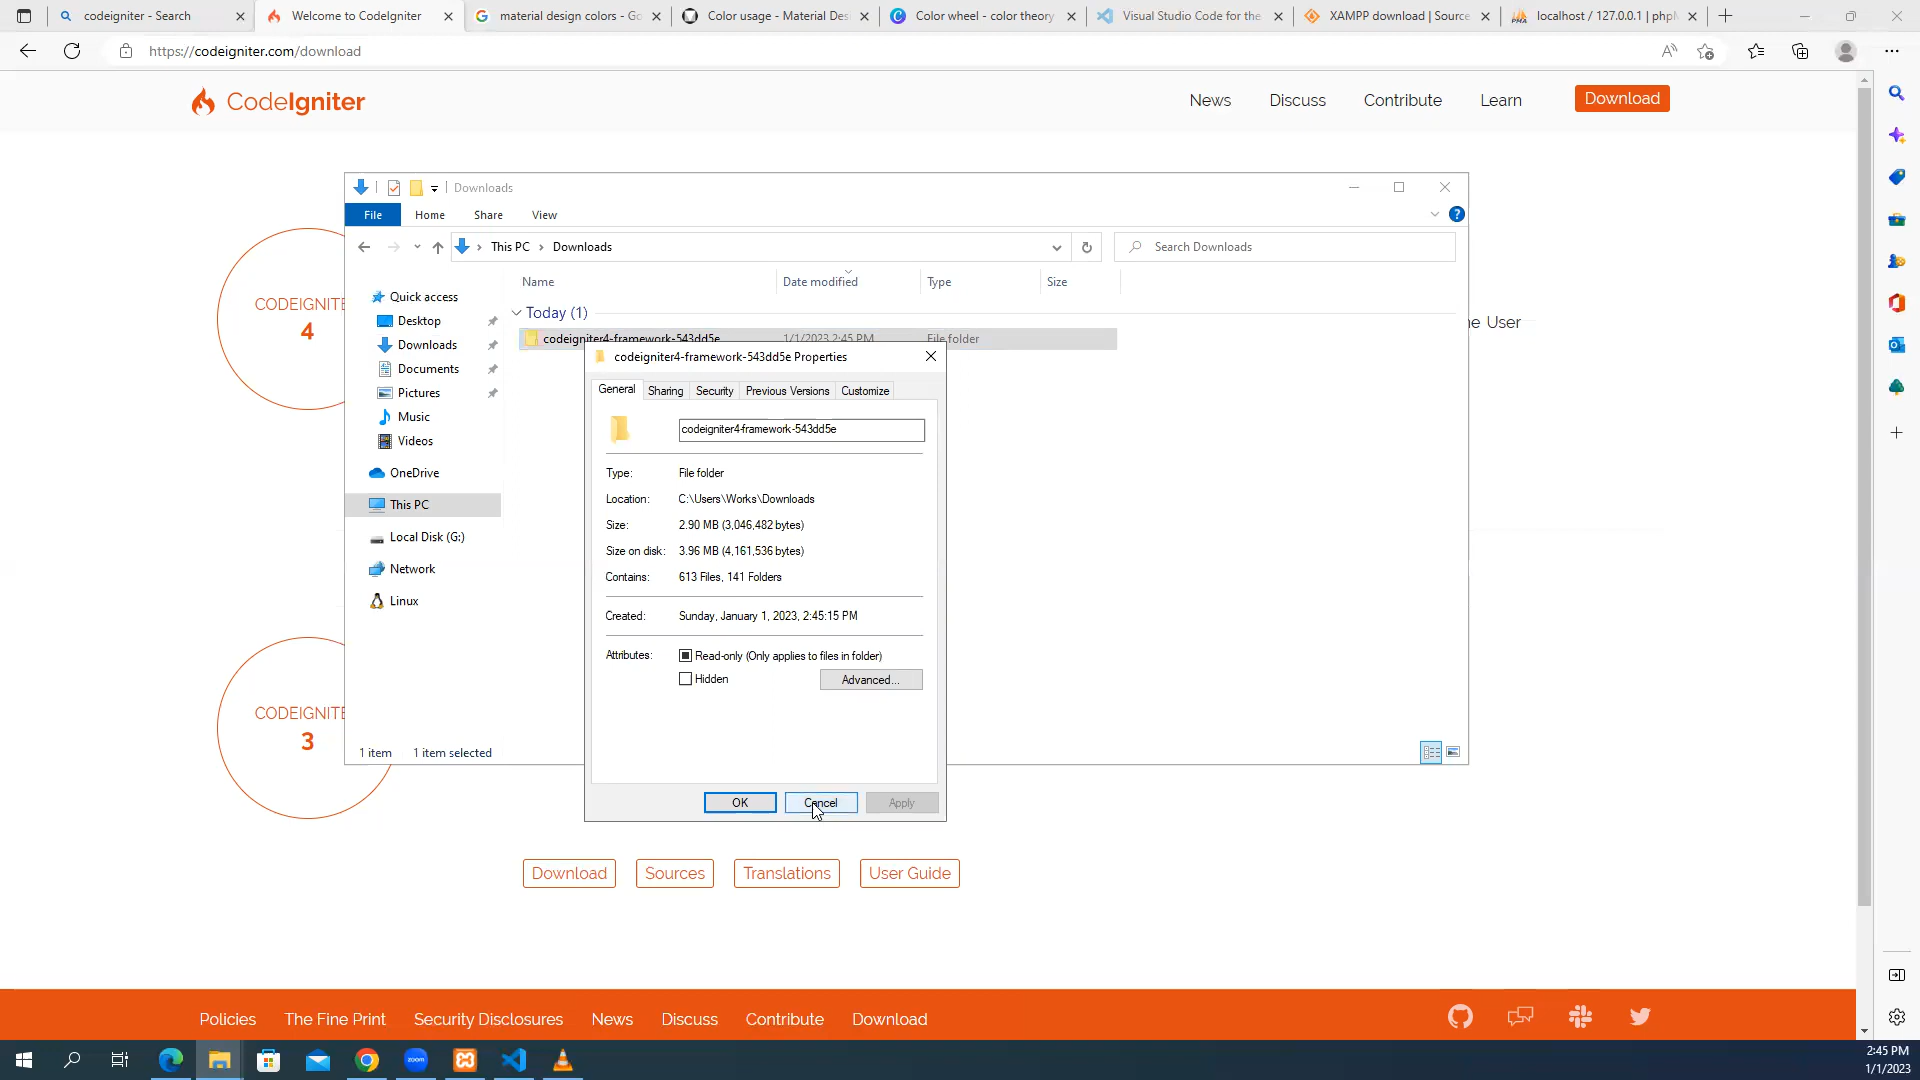 codeigniter - Search
Welcome to CodeIgniter
material design colors - Go
Color usage - Material Des
Color wheel - color theory
Visual Studio Code for the
XAMPP download | Source
localhost / 127.0.0.1 | php
https://codeigniter.com/download
CodeIgniter
News
Discuss
Contribute
Learn
Download
Downloads
File
Home
Share
View
This PC
Downloads
Search Downloads
Name
Date modified
Type
Size
Today (1)
codeigniter4-framework-543dd5e
1/1/2023 2:45 PM
File folder
Quick access
Desktop
Downloads
Documents
Pictures
Music
Videos
OneDrive
This PC
Local Disk (G:)
Network
Linux
1 item
1 item selected
codeigniter4-framework-543dd5e Properties
General
Sharing
Security
Previous Versions
Customize
codeigniter4-framework-543dd5e
Type: File folder
Location: C:\Users\Works\Downloads
Size: 2.90 MB (3,046,482 bytes)
Size on disk: 3.96 MB (4,161,536 bytes)
Contains: 613 Files, 141 Folders
Created: Sunday, January 1, 2023, 2:45:15 PM
Attributes: Read-only (Only applies to files in folder)
Hidden
Advanced...
OK
Cancel
Apply
CODEIGNITE
4
he User
CODEIGNITE
3
Download
Sources
Translations
User Guide
Policies
The Fine Print
Security Disclosures
News
Discuss
Contribute
Download
zoom
2:45 PM
1/1/2023